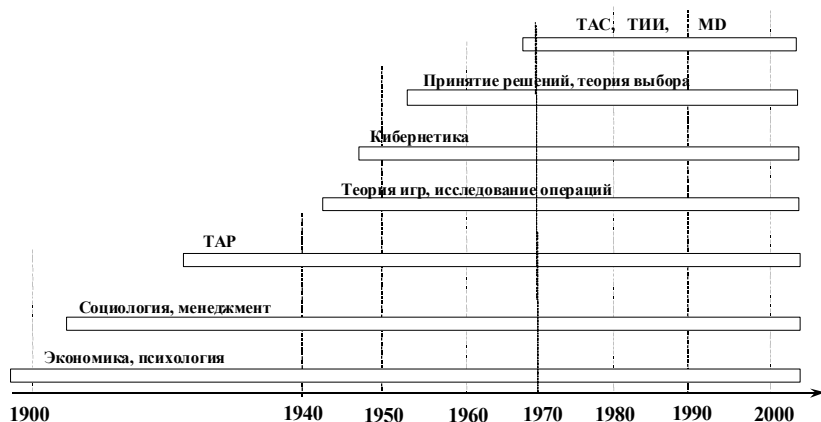 ТАС, ТИИ, MD
Принятие решений, теория выбора
Кибернетика
Теория игр, исследование операций
ТАР
Социология, менеджмент
Экономика, психология
1900 1940 1950 1960 1970 1980 1990 2000